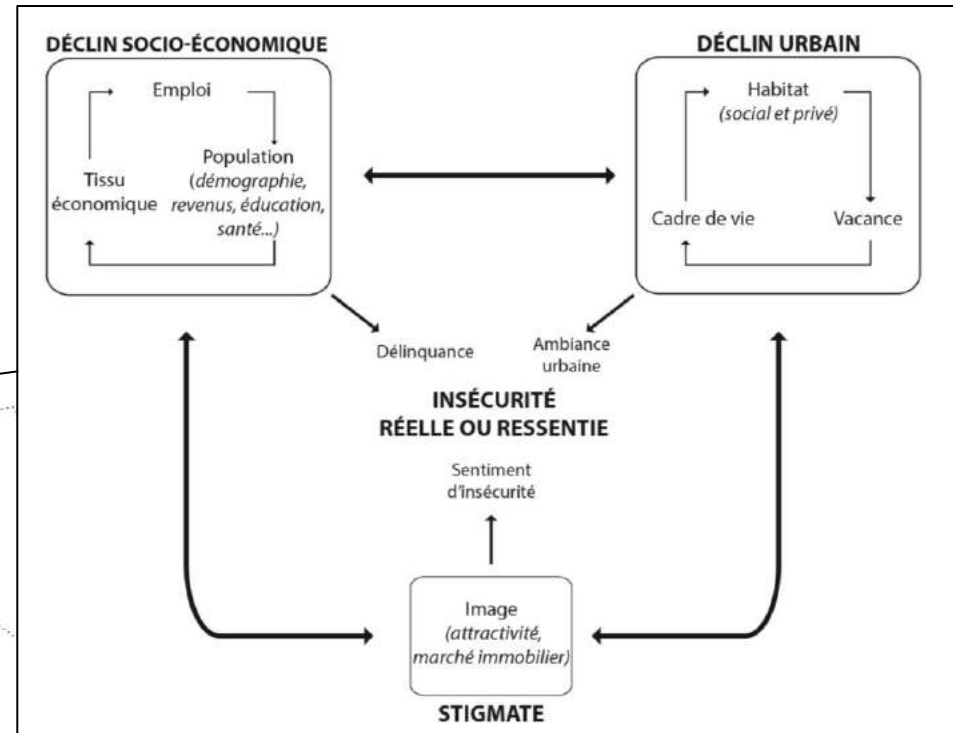 DÉCLIN SOCIO-ÉCONOMIQUE
Emploi
Population
(démographie,
revenus, éducation,
santé...)
Tissu
économique
DÉCLIN URBAIN
Habitat
(social et privé)
Cadre de vie
Vacance
Délinquance
Ambiance
urbaine
INSÉCURITÉ
RÉELLE OU RESSENTIE
Sentiment
d'insécurité
Image
(attractivité,
marché immobilier)
STIGMATE